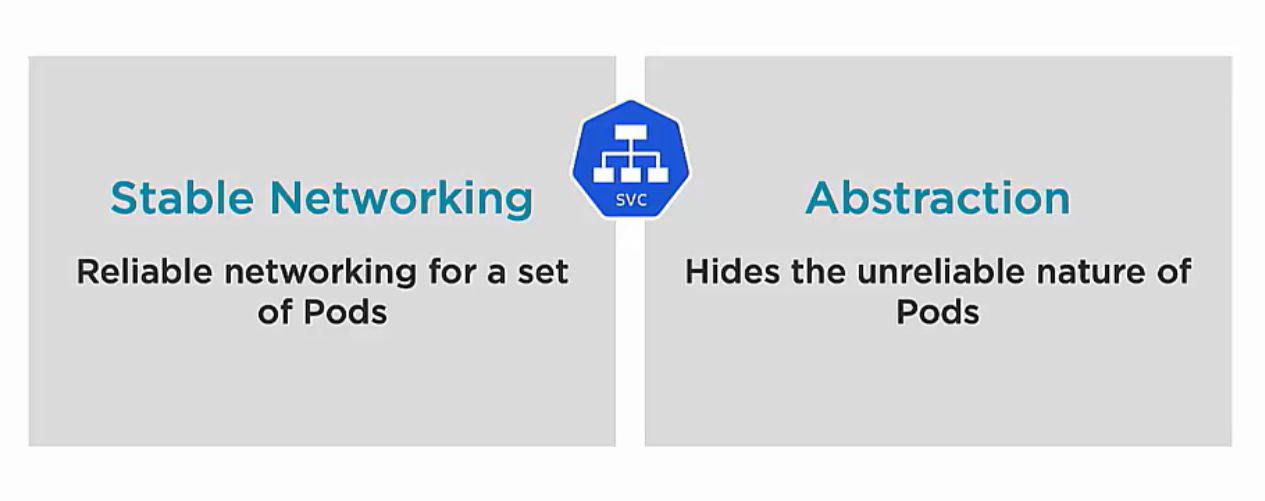 Stable Networking
Reliable networking for a set
of Pods
svc
Abstraction
Hides the unreliable nature of
Pods